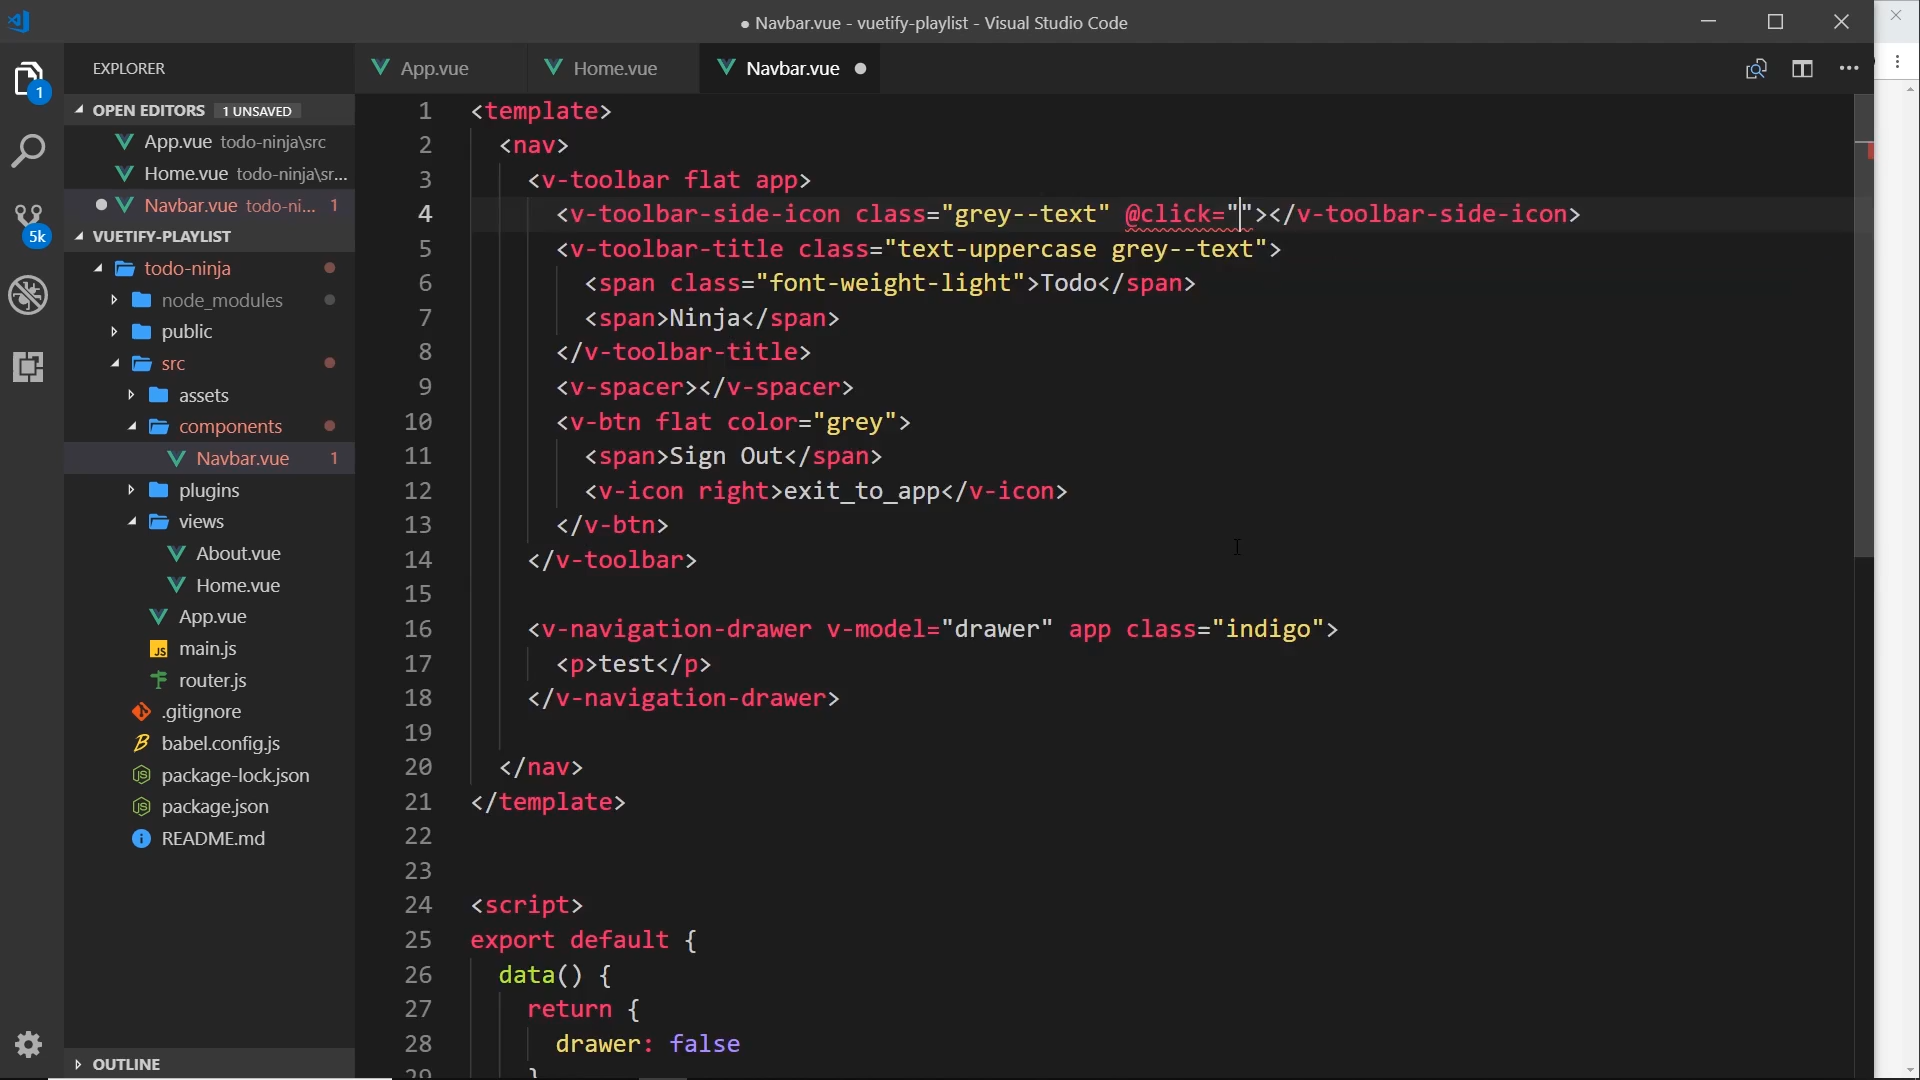 ● Navbar.vue - vuetify-playlist - Visual Studio Code
EXPLORER
App.vue
Home.vue
Navbar.vue
1
5k
OPEN EDITORS 1 UNSAVED
App.vue todo-ninja\src
Home.vue todo-ninja\sr...
Navbar.vue todo-ni... 1
VUETIFY-PLAYLIST
todo-ninja
node_modules
public
src
assets
components
Navbar.vue 1
plugins
views
About.vue
Home.vue
App.vue
JS main.js
router.js
.gitignore
babel.config.js
package-lock.json
package.json
README.md
OUTLINE
1 <template>
2 <nav>
3 <v-toolbar flat app>
4 <v-toolbar-side-icon class="grey--text" @click=""></v-toolbar-side-icon>
5 <v-toolbar-title class="text-uppercase grey--text">
6 <span class="font-weight-light">Todo</span>
7 <span>Ninja</span>
8 </v-toolbar-title>
9 <v-spacer></v-spacer>
10 <v-btn flat color="grey">
11 <span>Sign Out</span>
12 <v-icon right>exit_to_app</v-icon>
13 </v-btn>
14 </v-toolbar>
15
16 <v-navigation-drawer v-model="drawer" app class="indigo">
17 <p>test</p>
18 </v-navigation-drawer>
19
20 </nav>
21 </template>
22
23
24 <script>
25 export default {
26 data() {
27 return {
28 drawer: false
29 }